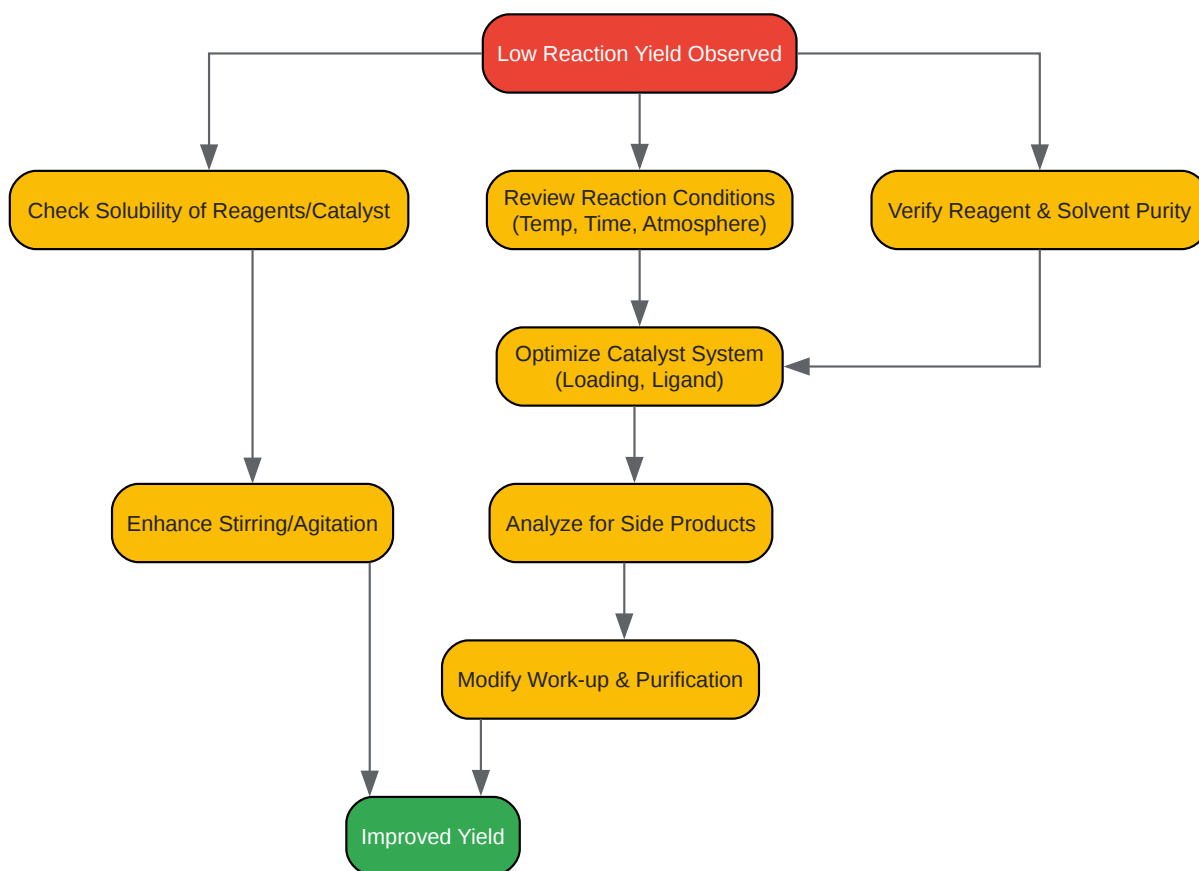 Low Reaction Yield Observed
Check Solubility of Reagents/Catalyst
Review Reaction Conditions
(Temp, Time, Atmosphere)
Verify Reagent & Solvent Purity
Optimize Catalyst System
(Loading, Ligand)
Enhance Stirring/Agitation
Analyze for Side Products
Modify Work-up & Purification
Improved Yield